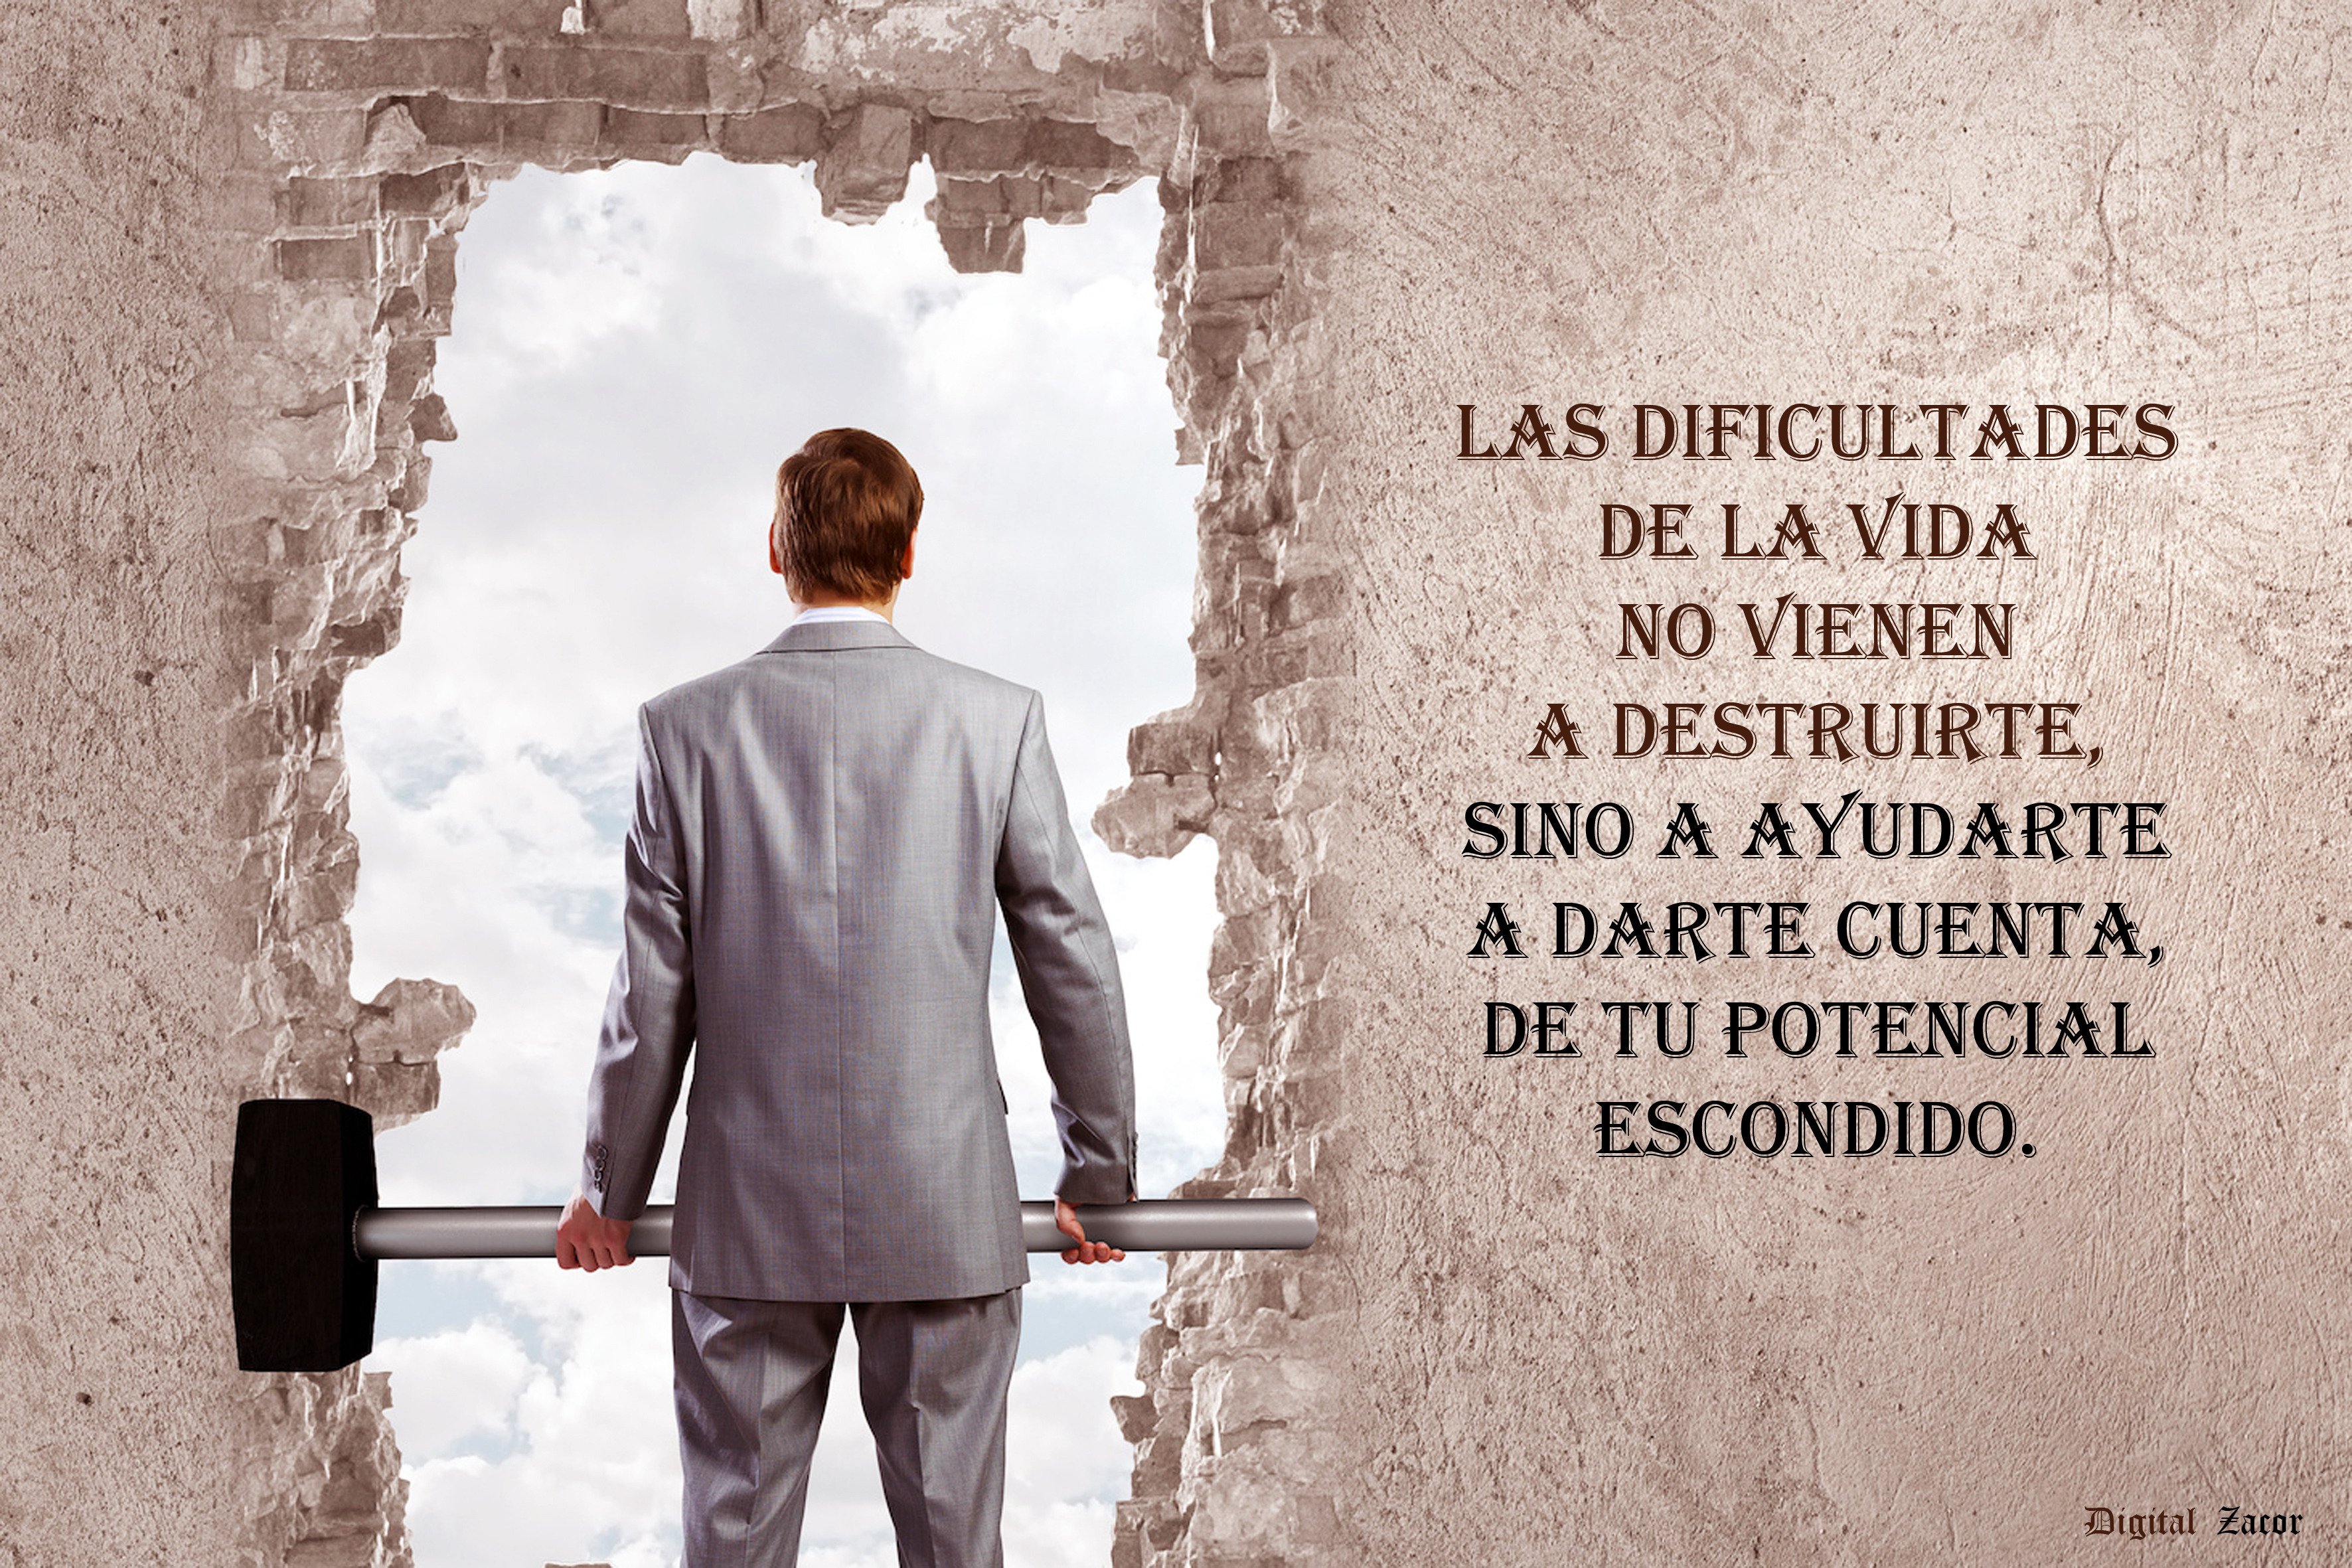 LAS DIFICULTADES
DE LA VIDA
NO VIENEN
A DESTRUIRTE,
SINO A AYUDARTE
A DARTE CUENTA,
DE TU POTENCIAL
ESCONDIDO.
Digital Zacor